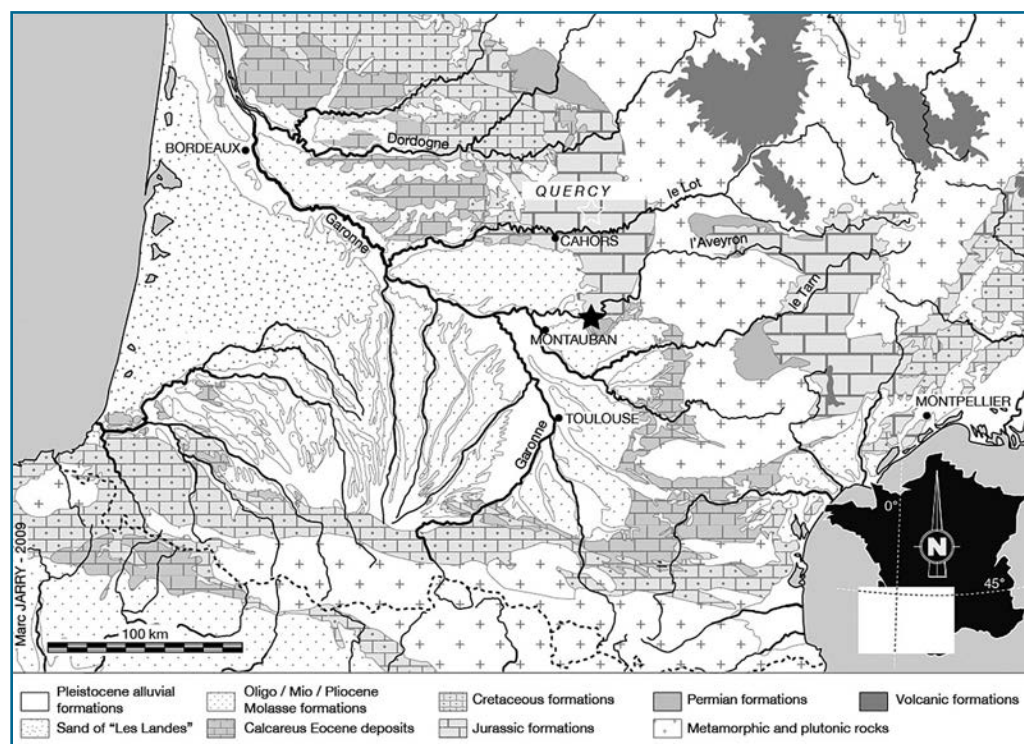 BORDEAUX
Dordogne
QUERCY
le Lot
Garonne
CAHORS
l'Aveyron
le Tarn
MONTAUBAN
MONTPELLIER
TOULOUSE
Garonne
0°
N
45°
Marc JARRY - 2009
100 km
Pleistocene alluvial
formations
Sand of "Les Landes"
Oligo / Mio / Pliocene
Molasse formations
Calcareus Eocene deposits
Cretaceous formations
Jurassic formations
Permian formations
Metamorphic and plutonic rocks
Volcanic formations